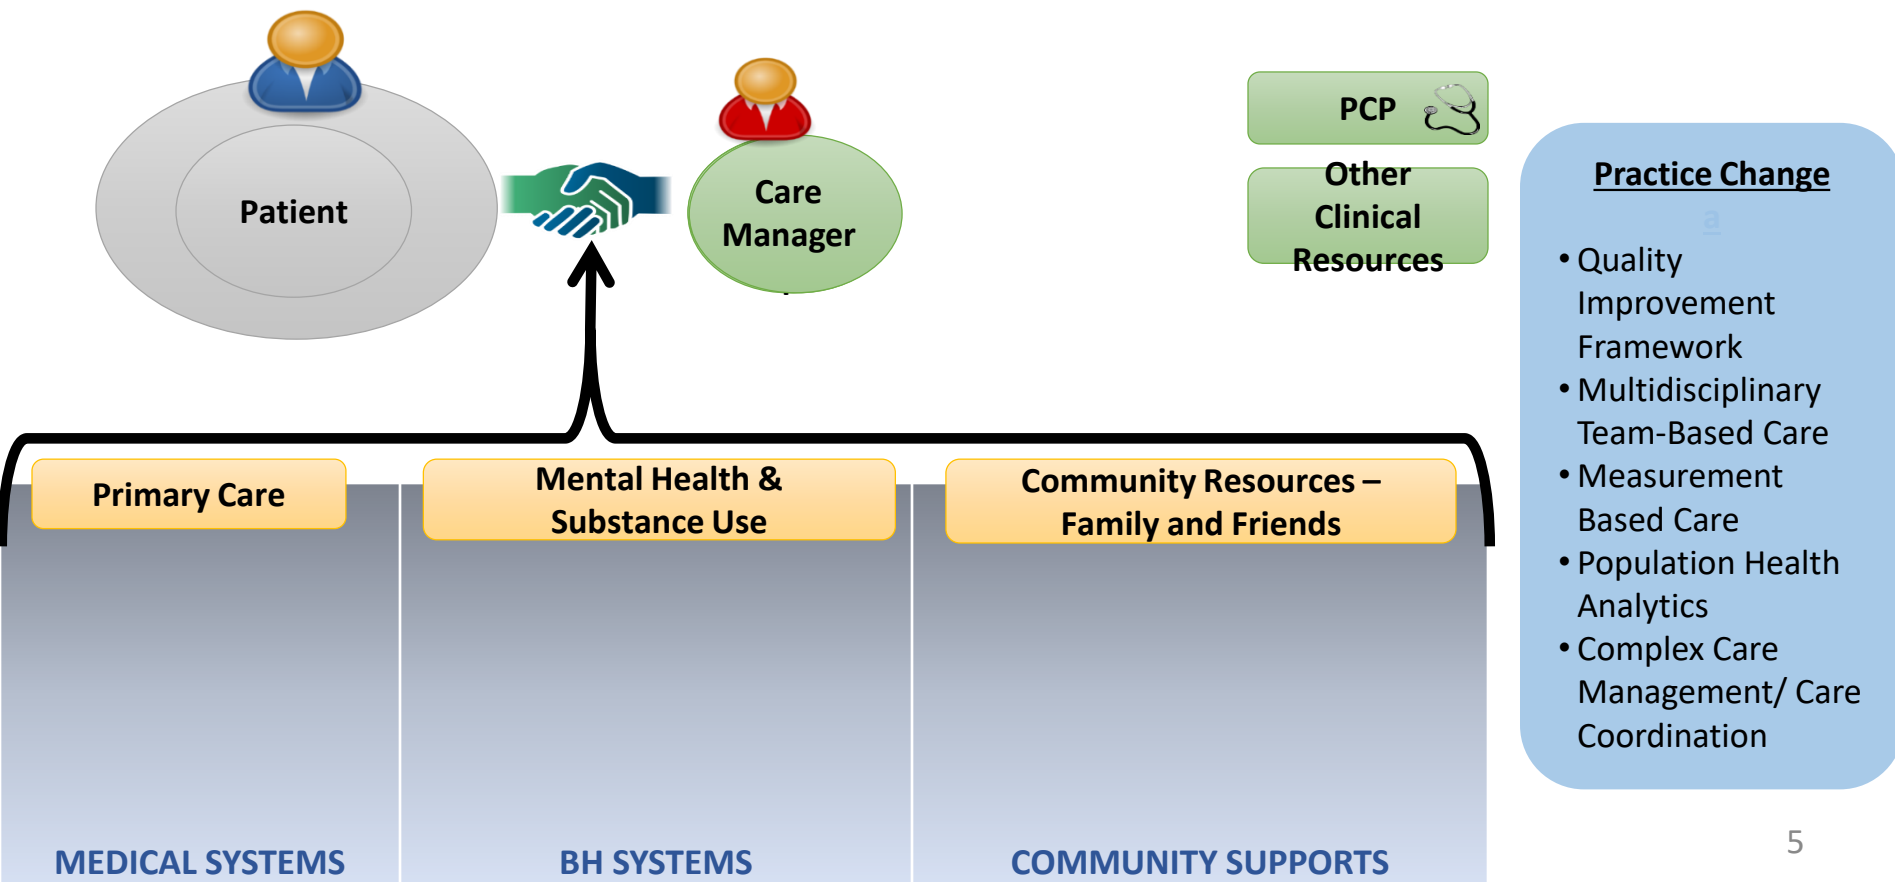 Patient
Care
Manager
PCP
Other
Clinical
Resources
Practice Change
a
• Quality
Improvement
Framework
• Multidisciplinary
Team-Based Care
• Measurement
Based Care
• Population Health
Analytics
• Complex Care
Management/ Care
Coordination
Primary Care
Mental Health &
Substance Use
Community Resources –
Family and Friends
MEDICAL SYSTEMS
BH SYSTEMS
COMMUNITY SUPPORTS
5